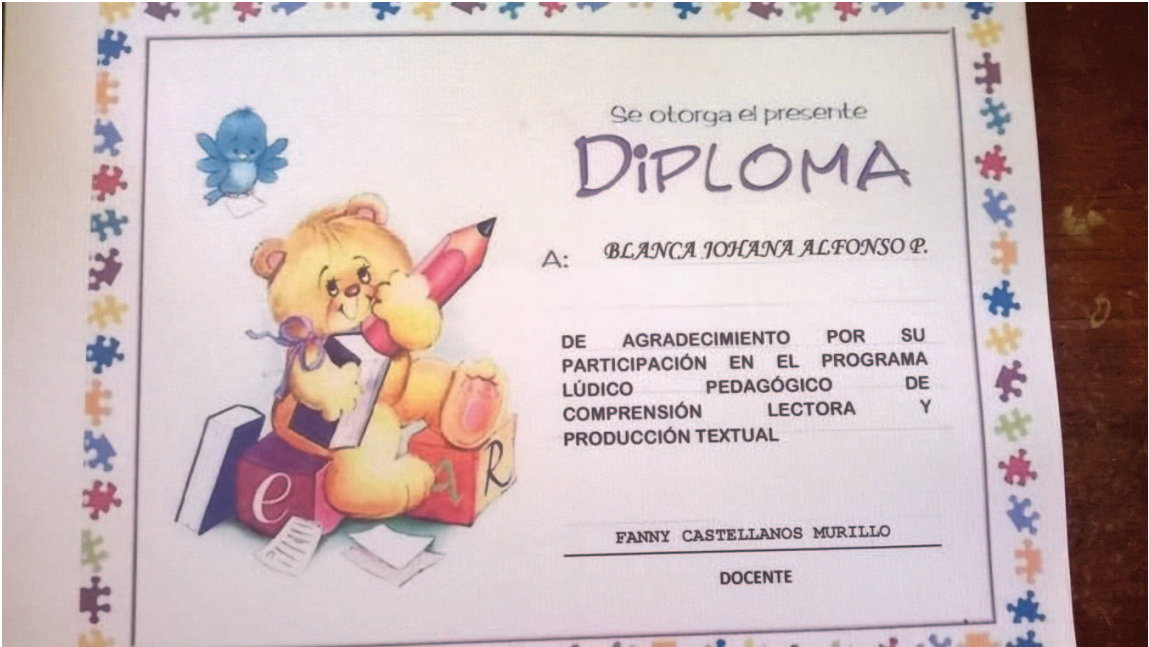 Se otorga el presente
DiPLOMA
A: BLANCA JOHANA ALFONSO P.
DE AGRADECIMIENTO POR SU
PARTICIPACIÓN EN EL PROGRAMA
LÚDICO PEDAGÓGICO DE
COMPRENSIÓN LECTORA Y
PRODUCCIÓN TEXTUAL
e A R
FANNY CASTELLANOS MURILLO
DOCENTE